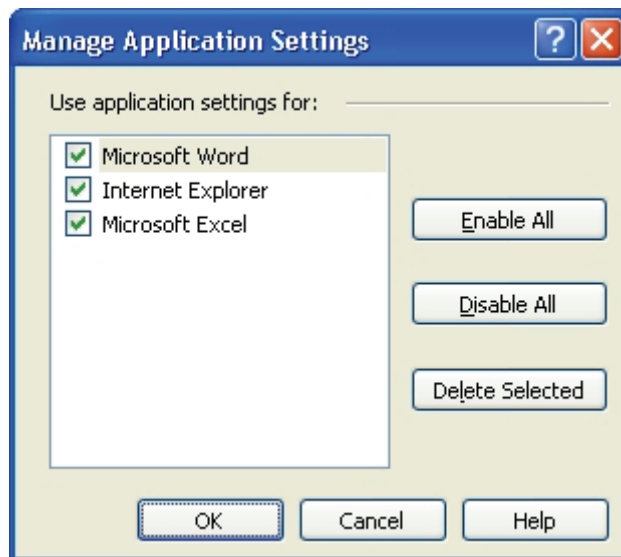 Manage Application Settings
?
Use application settings for:
Microsoft Word
Internet Explorer
Microsoft Excel
Enable All
Disable All
Delete Selected
OK
Cancel
Help